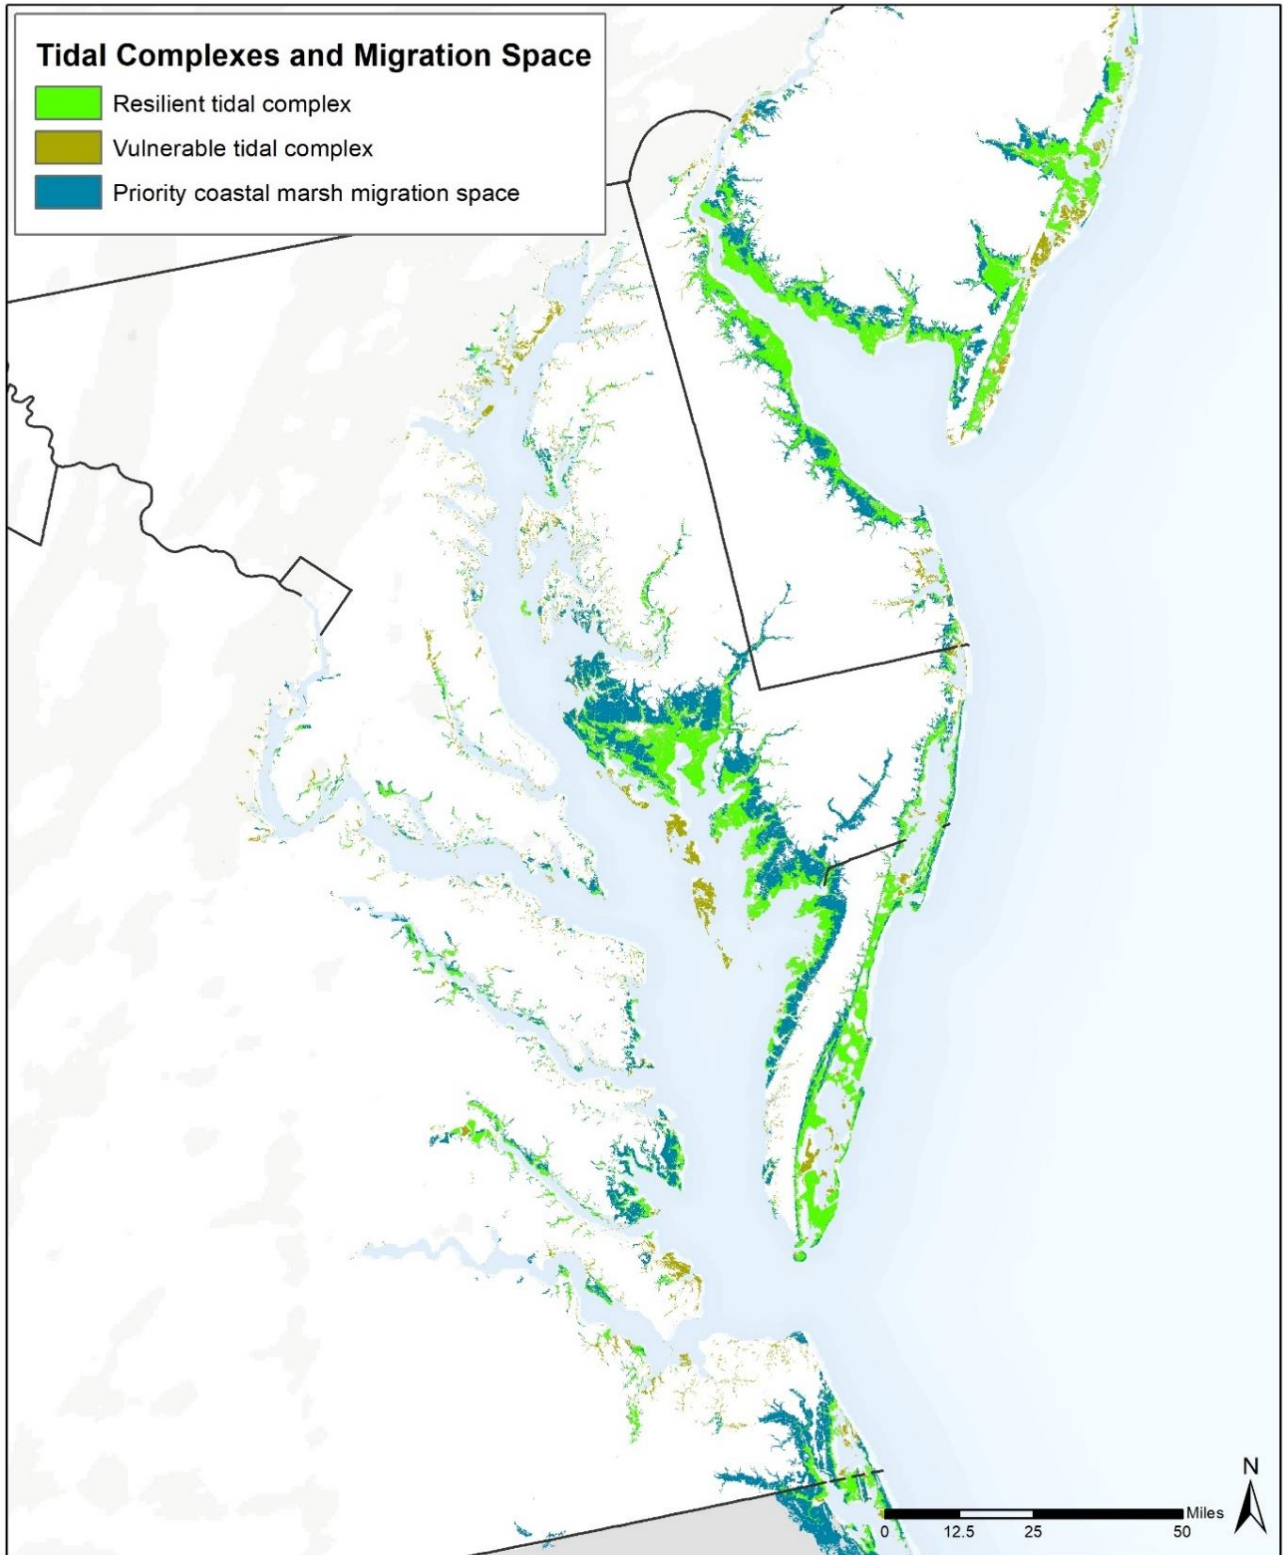 Tidal Complexes and Migration Space
Resilient tidal complex
Vulnerable tidal complex
Priority coastal marsh migration space
N
Miles
0 12.5 25 50